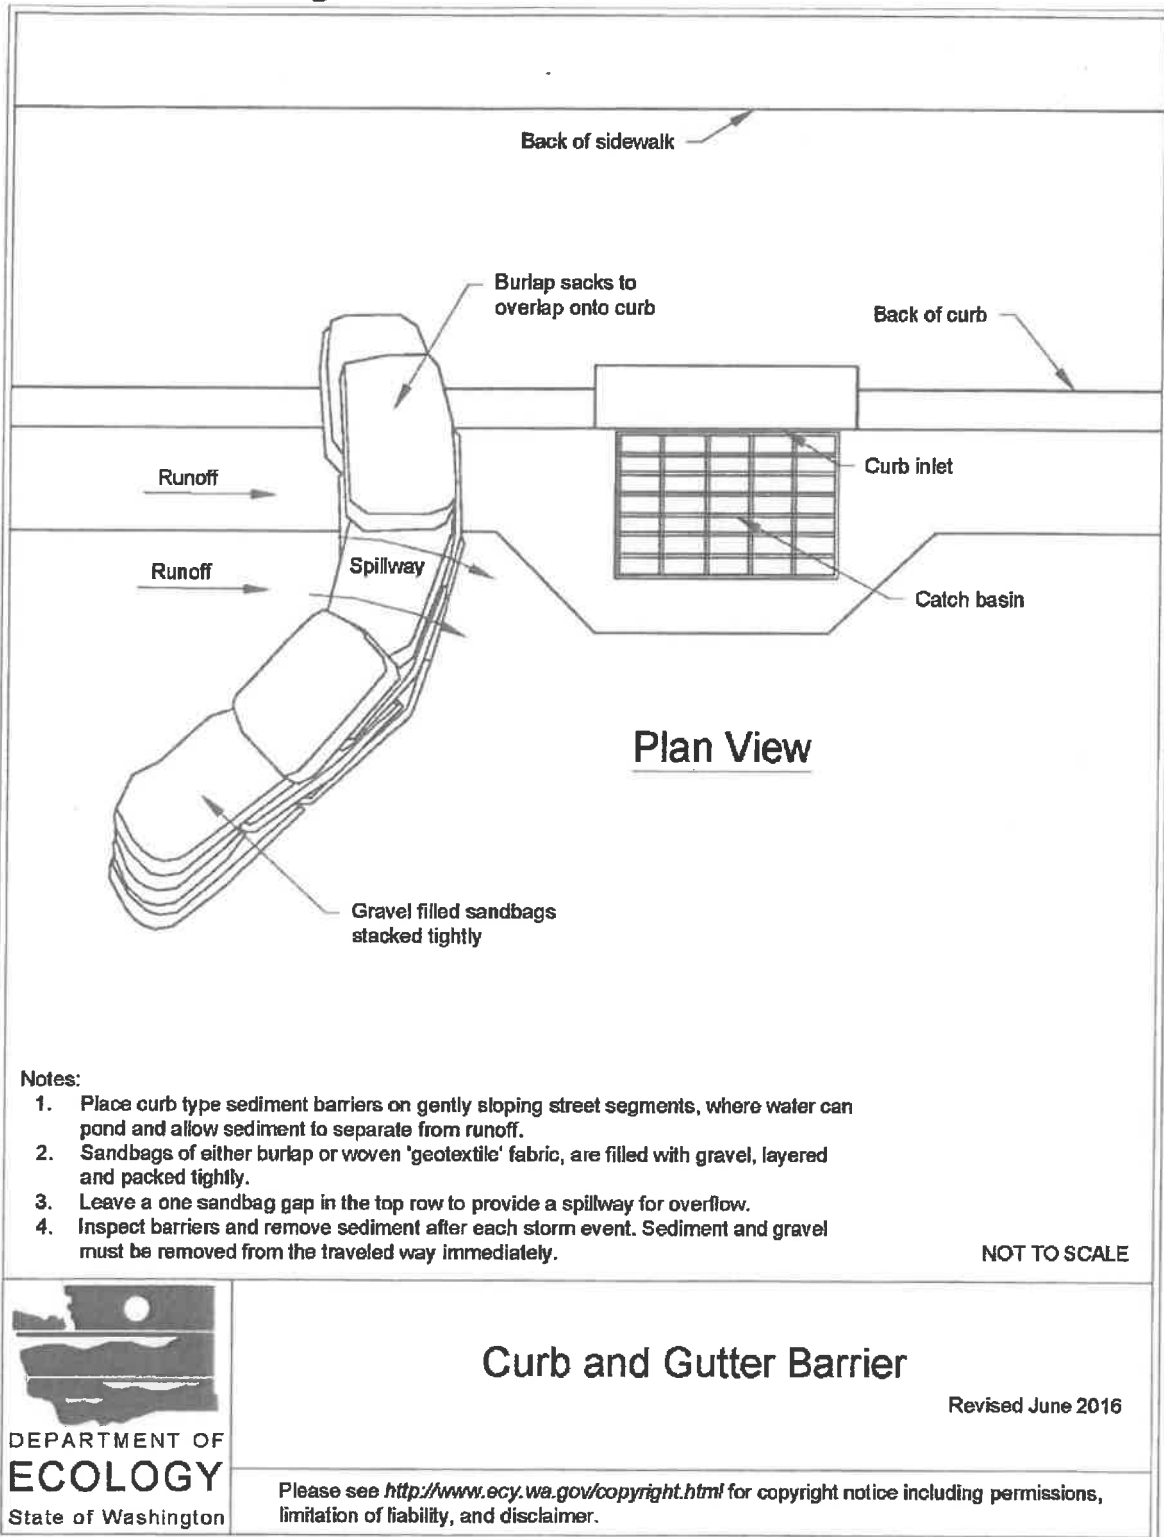 Back of sidewalk
Burlap sacks to
overlap onto curb
Back of curb
Curb inlet
Runoff
Runoff
Spillway
Catch basin
Plan View
Gravel filled sandbags
stacked tightly
Notes:
1. Place curb type sediment barriers on gently sloping street segments, where water can
pond and allow sediment to separate from runoff.
2. Sandbags of either burlap or woven 'geotextile' fabric, are filled with gravel, layered
and packed tightly.
3. Leave a one sandbag gap in the top row to provide a spillway for overflow.
4. Inspect barriers and remove sediment after each storm event. Sediment and gravel
must be removed from the traveled way immediately.
NOT TO SCALE
Curb and Gutter Barrier
Revised June 2016
DEPARTMENT OF
ECOLOGY
State of Washington
Please see http://www.ecy.wa.gov/copyright.html for copyright notice including permissions,
limitation of liability, and disclaimer.